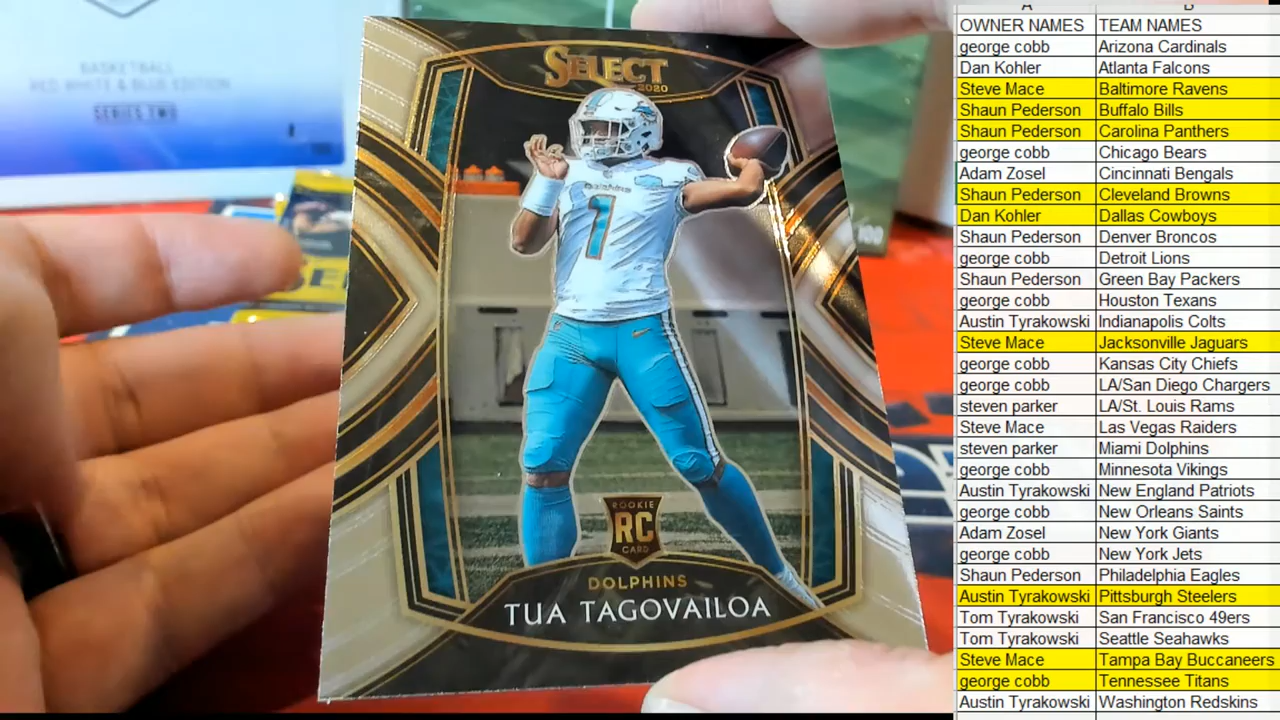 BASKETBALL
RED WHITE & BLUE EDITION
SERIES TWO
SELECT
2020
1
ROOKIE
RC
CARD
DOLPHINS
TUA TAGOVAILOA
OWNER NAMES TEAM NAMES
george cobb Arizona Cardinals
Dan Kohler Atlanta Falcons
Steve Mace Baltimore Ravens
Shaun Pederson Buffalo Bills
Shaun Pederson Carolina Panthers
george cobb Chicago Bears
Adam Zosel Cincinnati Bengals
Shaun Pederson Cleveland Browns
Dan Kohler Dallas Cowboys
Shaun Pederson Denver Broncos
george cobb Detroit Lions
Shaun Pederson Green Bay Packers
george cobb Houston Texans
Austin Tyrakowski Indianapolis Colts
Steve Mace Jacksonville Jaguars
george cobb Kansas City Chiefs
george cobb LA/San Diego Chargers
steven parker LA/St. Louis Rams
Steve Mace Las Vegas Raiders
steven parker Miami Dolphins
george cobb Minnesota Vikings
Austin Tyrakowski New England Patriots
george cobb New Orleans Saints
Adam Zosel New York Giants
george cobb New York Jets
Shaun Pederson Philadelphia Eagles
Austin Tyrakowski Pittsburgh Steelers
Tom Tyrakowski San Francisco 49ers
Tom Tyrakowski Seattle Seahawks
Steve Mace Tampa Bay Buccaneers
george cobb Tennessee Titans
Austin Tyrakowski Washington Redskins